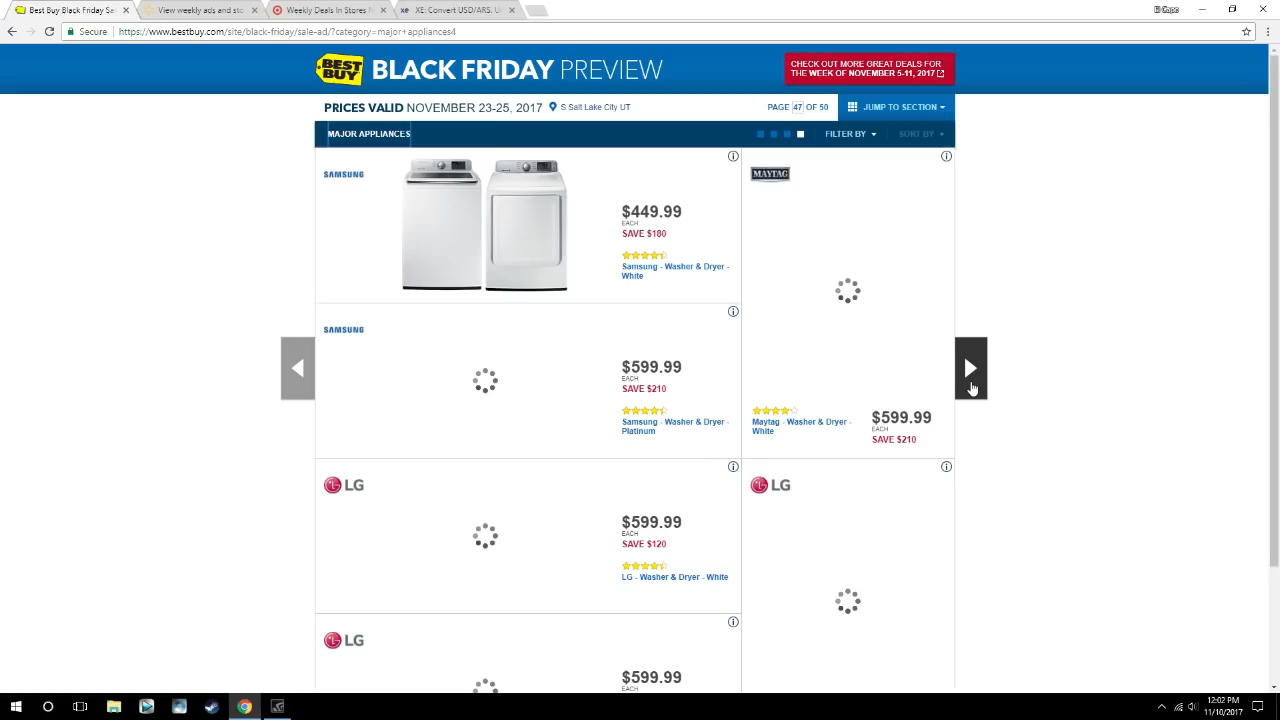 Best Buy Black Friday Sal
View weekly ads and sto
Weekly Deals to Devices f
xe XE: Convert USD/ARS. U
Secure
https://www.bestbuy.com/site/black-friday/sale-ad/?category=major+appliances4
BEST BUY
BLACK FRIDAY PREVIEW
CHECK OUT MORE GREAT DEALS FOR
THE WEEK OF NOVEMBER 5-11, 2017
PRICES VALID NOVEMBER 23-25, 2017
S Salt Lake City UT
PAGE 47 OF 50
JUMP TO SECTION
MAJOR APPLIANCES
FILTER BY
SORT BY
SAMSUNG
$449.99
EACH
SAVE $180
Samsung - Washer & Dryer -
White
MAYTAG
Maytag - Washer & Dryer -
White
$599.99
EACH
SAVE $210
SAMSUNG
$599.99
EACH
SAVE $210
Samsung - Washer & Dryer -
Platinum
LG
$599.99
EACH
SAVE $120
LG - Washer & Dryer - White
LG
LG
$599.99
EACH
12:02 PM
11/10/2017